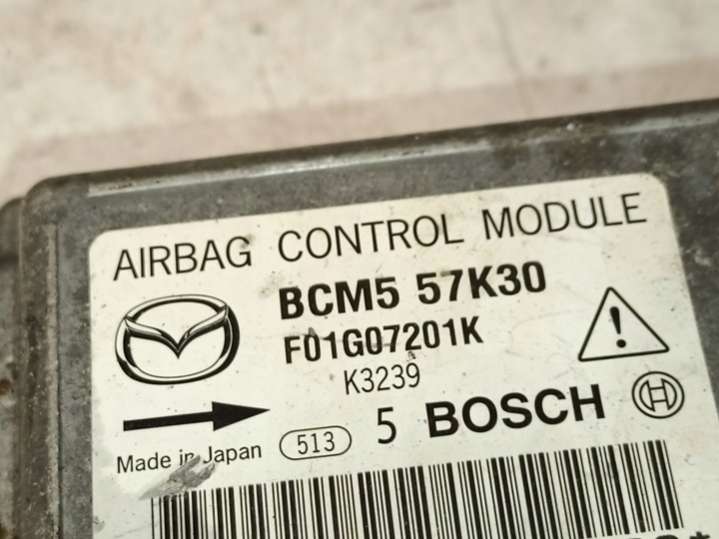 AIRBAG CONTROL MODULE
BCM5 57K30
F01G07201K
K3239
5 BOSCH
Made in Japan 513